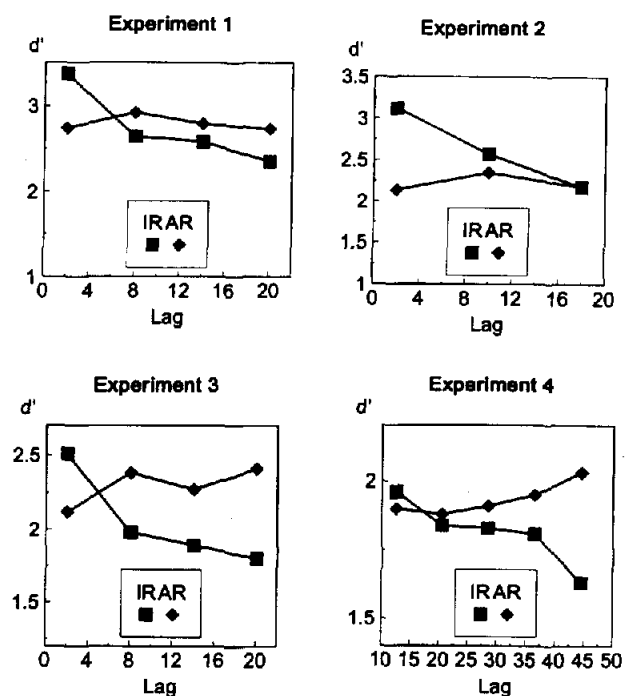 Experiment 1
d'
3
2
1
IRAR
0 4 8 12 16 20
Lag
Experiment 2
d'
3.5
3
2.5
2
1.5
1
IRAR
0 4 8 12 16 20
Lag
Experiment 3
d'
2.5
2
1.5
IRAR
0 4 8 12 16 20
Lag
Experiment 4
d'
2
1.5
IRAR
10 15 20 25 30 35 40 45 50
Lag